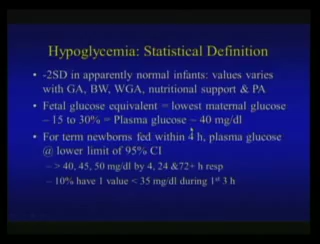 Hypoglycemia: Statistical Definition
• -2SD in apparently normal infants: values varies
with GA, BW, WGA, nutritional support & PA
• Fetal glucose equivalent = lowest maternal glucose
– 15 to 30% = Plasma glucose ~ 40 mg/dl
• For term newborns fed within 4 h, plasma glucose
@ lower limit of 95% CI
– > 40, 45, 50 mg/dl by 4, 24 &72+ h resp
– 10% have 1 value < 35 mg/dl during 1st 3 h